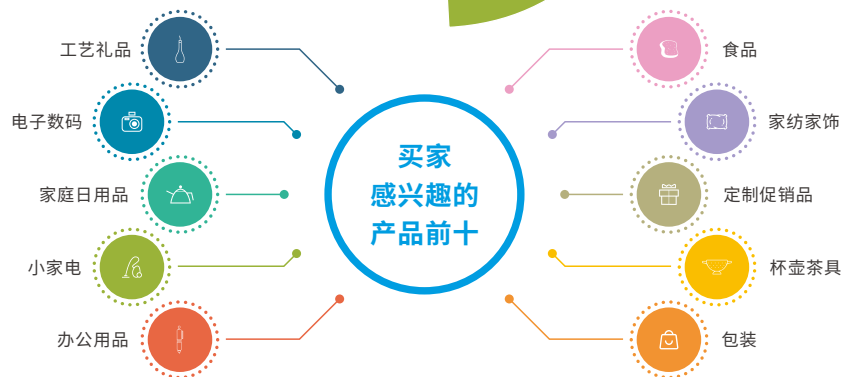 工艺礼品
电子数码
家庭日用品
小家电
办公用品
买家
感兴趣的
产品前十
食品
家纺家饰
定制促销品
杯壶茶具
包装